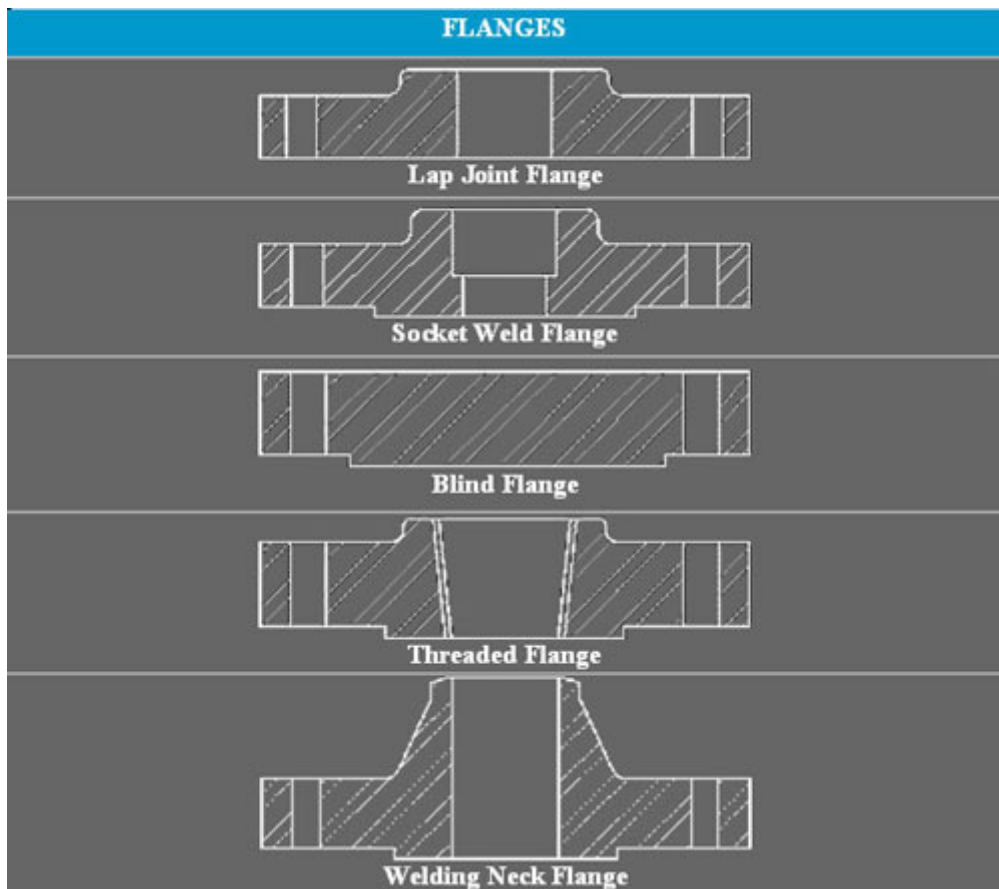 FLANGES
Lap Joint Flange
Socket Weld Flange
Blind Flange
Threaded Flange
Welding Neck Flange